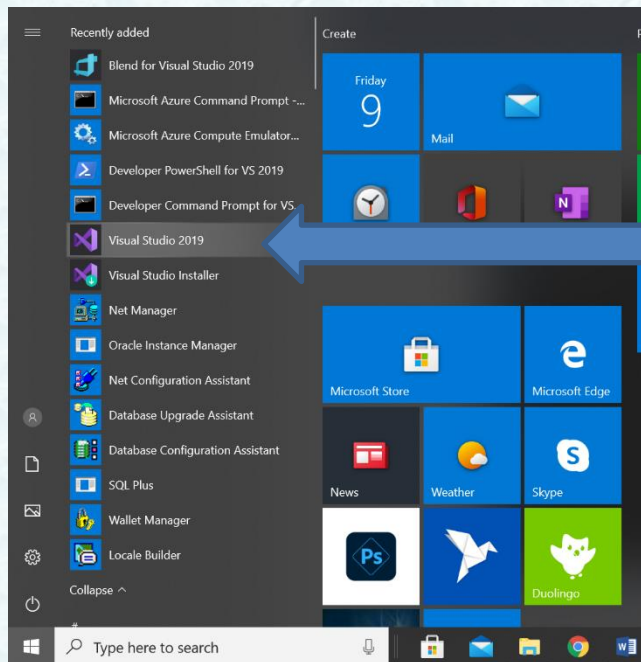 Recently added
Blend for Visual Studio 2019
Microsoft Azure Command Prompt -...
Microsoft Azure Compute Emulator...
Developer PowerShell for VS 2019
Developer Command Prompt for VS
Visual Studio 2019
Visual Studio Installer
Net Manager
Oracle Instance Manager
Net Configuration Assistant
Database Upgrade Assistant
Database Configuration Assistant
SQL Plus
Wallet Manager
Locale Builder
Collapse
#
Type here to search
Create
Friday
9
Mail
N
Microsoft Store
Microsoft Edge
News
Weather
Skype
Ps
Duolingo